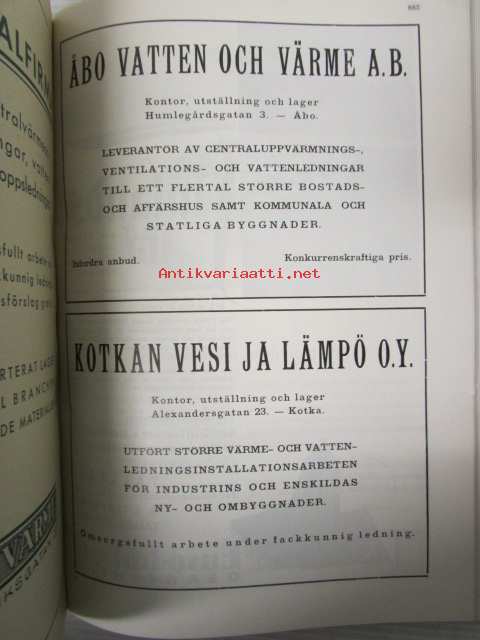 883
ÅBO VATTEN OCH VÄRME A.B.
Kontor, utställning och lager
Humlegårdsgatan 3. — Åbo.
LEVERANTÖR AV CENTRALUPPVÄRMNINGS-,
VENTILATIONS- OCH VATTENLEDNINGAR
TILL ETT FLERTAL STÖRRE BOSTADS-
OCH AFFÄRSHUS SAMT KOMMUNALA OCH
STATLIGA BYGGNADER.
Infordra anbud. Konkurrenskraftiga pris.
Antikvariaatti.net
KOTKAN VESI JA LÄMPÖ O.Y.
Kontor, utställning och lager
Alexandersgatan 23. — Kotka.
UTFÖRT STÖRRE VÄRME- OCH VATTEN-
LEDNINGSINSTALLATIONSARBETEN
FÖR INDUSTRINS OCH ENSKILDAS
NY- OCH OMBYGGNADER.
Omsorgsfullt arbete under fackkunnig ledning.